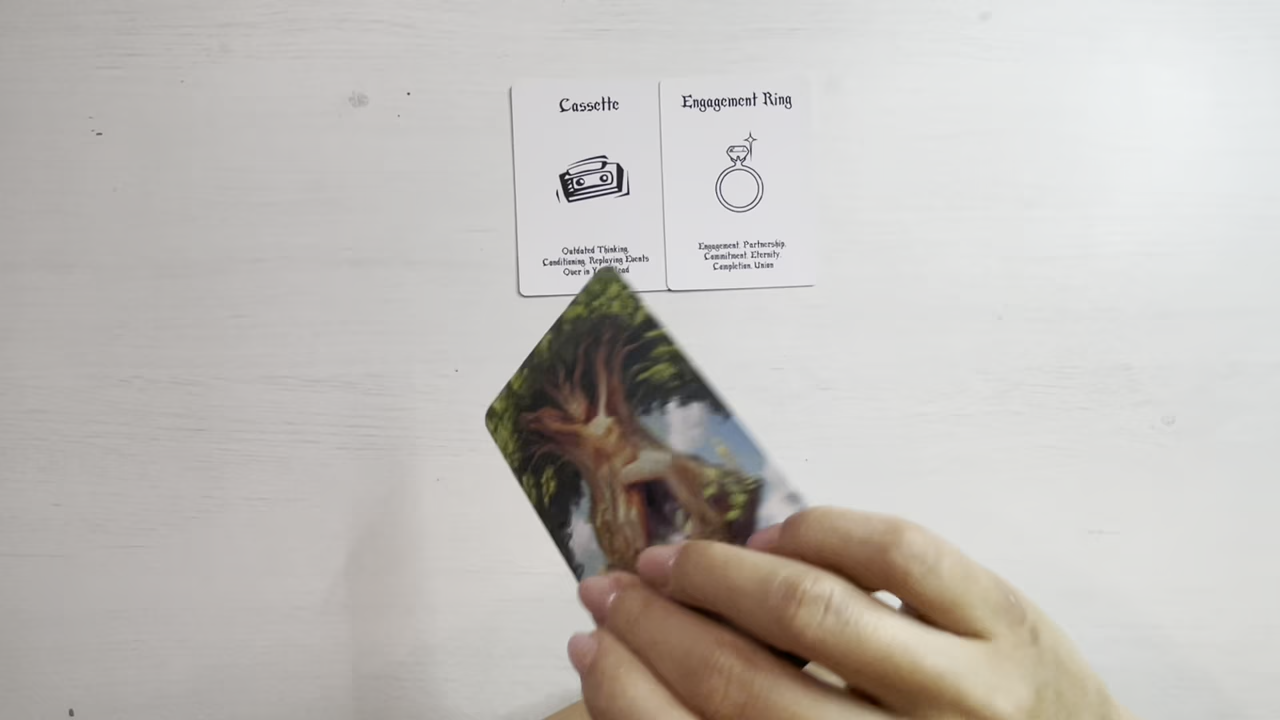 Cassette
Outdated Thinking,
Conditioning, Replaying Events
Over in
Engagement Ring
Engagement, Partnership,
Commitment, Eternity,
Completion, Union